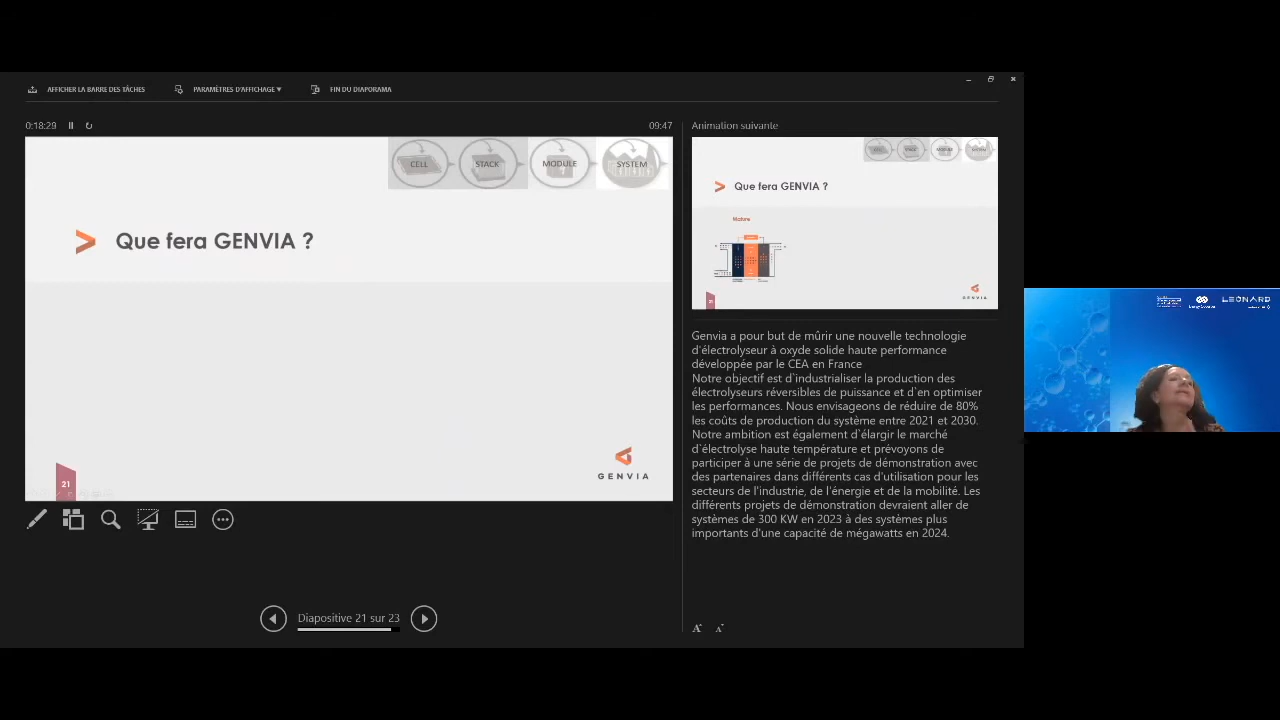 AFFICHER LA BARRE DES TÂCHES
PARAMÈTRES D'AFFICHAGE ▼
FIN DU DIAPORAMA
0:18:29
09:47
CELL
STACK
MODULE
SYSTEM
> Que fera GENVIA ?
GENVIA
21
Diapositive 21 sur 23
Animation suivante
CELL
STACK
MODULE
SYSTEM
> Que fera GENVIA ?
Mature
GENVIA
21
Genvia a pour but de mûrir une nouvelle technologie
d'électrolyseur à oxyde solide haute performance
développée par le CEA en France
Notre objectif est d`industrialiser la production des
électrolyseurs réversibles de puissance et d`en optimiser
les performances. Nous envisageons de réduire de 80%
les coûts de production du système entre 2021 et 2030.
Notre ambition est également d`élargir le marché
d`électrolyse haute température et prévoyons de
participer à une série de projets de démonstration avec
des partenaires dans différents cas d'utilisation pour les
secteurs de l'industrie, de l'énergie et de la mobilité. Les
différents projets de démonstration devraient aller de
systèmes de 300 KW en 2023 à des systèmes plus
importants d'une capacité de mégawatts en 2024.
A A
LEONARD